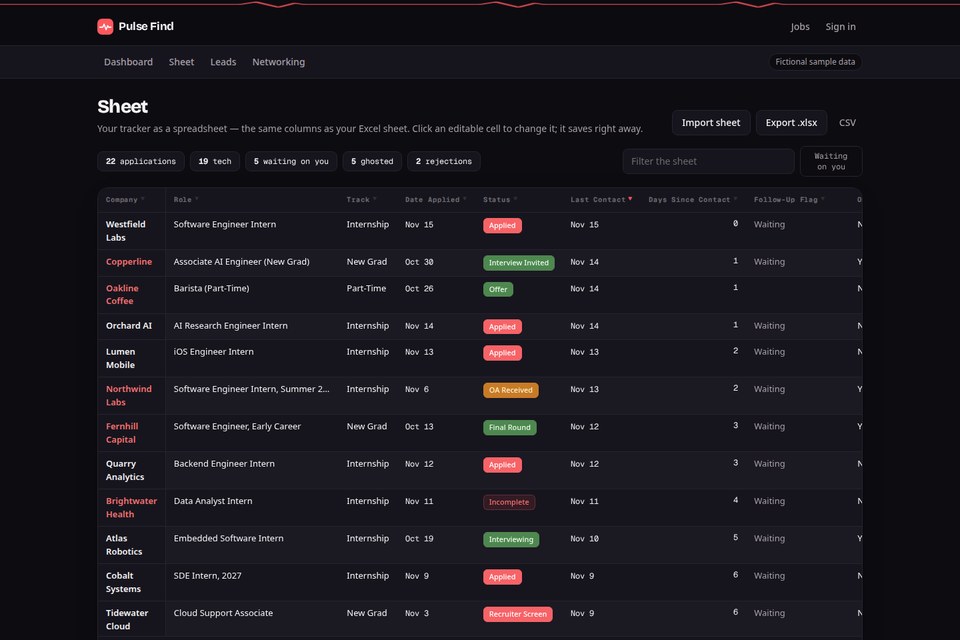 Pulse Find
Jobs Sign in
Dashboard Sheet Leads Networking Fictional sample data
Sheet
Your tracker as a spreadsheet — the same columns as your Excel sheet. Click an editable cell to change it; it saves right away.
Import sheet Export .xlsx CSV
22 applications 19 tech 5 waiting on you 5 ghosted 2 rejections
Filter the sheet
Waiting
on you
Company Role Track Date Applied Status Last Contact Days Since Contact Follow-Up Flag
Westfield Software Engineer Intern Internship Nov 15 Applied Nov 15 0 Waiting
Labs
Copperline Associate AI Engineer (New Grad) New Grad Oct 30 Interview Invited Nov 14 1 Waiting
Oakline Barista (Part-Time) Part-Time Oct 26 Offer Nov 14 1
Coffee
Orchard AI AI Research Engineer Intern Internship Nov 14 Applied Nov 14 1 Waiting
Lumen iOS Engineer Intern Internship Nov 13 Applied Nov 13 2 Waiting
Mobile
Northwind Software Engineer Intern, Summer 2... Internship Nov 6 OA Received Nov 13 2 Waiting
Labs
Fernhill Software Engineer, Early Career New Grad Oct 13 Final Round Nov 12 3 Waiting
Capital
Quarry Backend Engineer Intern Internship Nov 12 Applied Nov 12 3 Waiting
Analytics
Brightwater Data Analyst Intern Internship Nov 11 Incomplete Nov 11 4 Waiting
Health
Atlas Embedded Software Intern Internship Oct 19 Interviewing Nov 10 5 Waiting
Robotics
Cobalt SDE Intern, 2027 Internship Nov 9 Applied Nov 9 6 Waiting
Systems
Tidewater Cloud Support Associate New Grad Nov 3 Recruiter Screen Nov 9 6 Waiting
Cloud